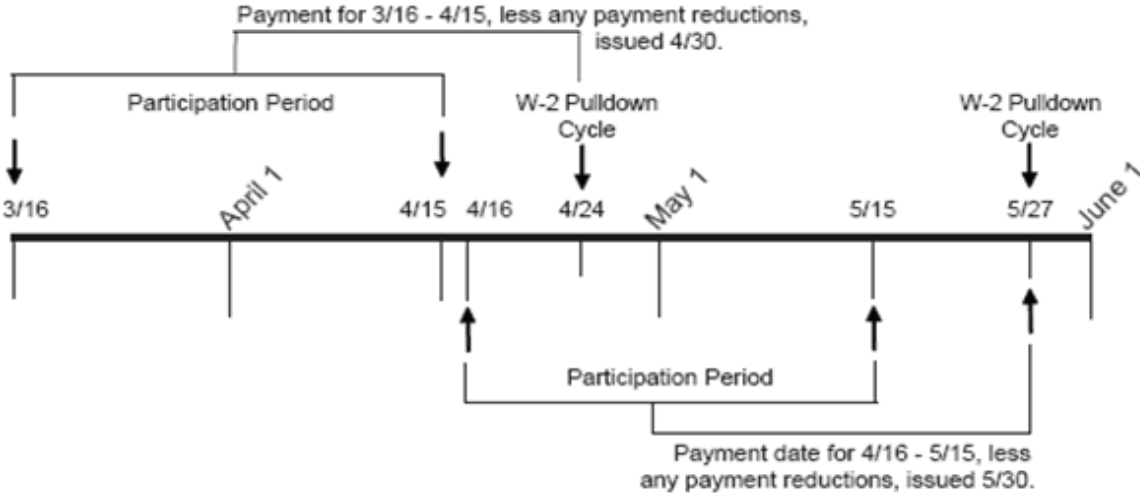 Payment for 3/16 - 4/15, less any payment reductions,
issued 4/30.
Participation Period
W-2 Pulldown
Cycle
W-2 Pulldown
Cycle
3/16
April 1
4/15
4/16
4/24
May 1
5/15
5/27
June 1
Participation Period
Payment date for 4/16 - 5/15, less
any payment reductions, issued 5/30.